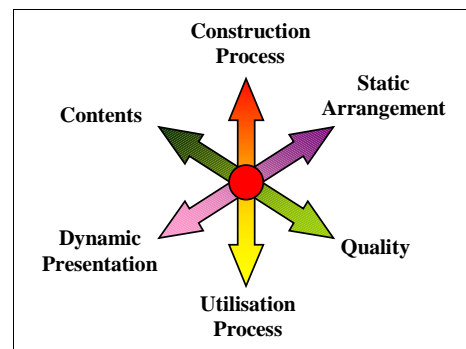 Construction
Process
Static
Arrangement
Contents
Dynamic
Presentation
Quality
Utilisation
Process